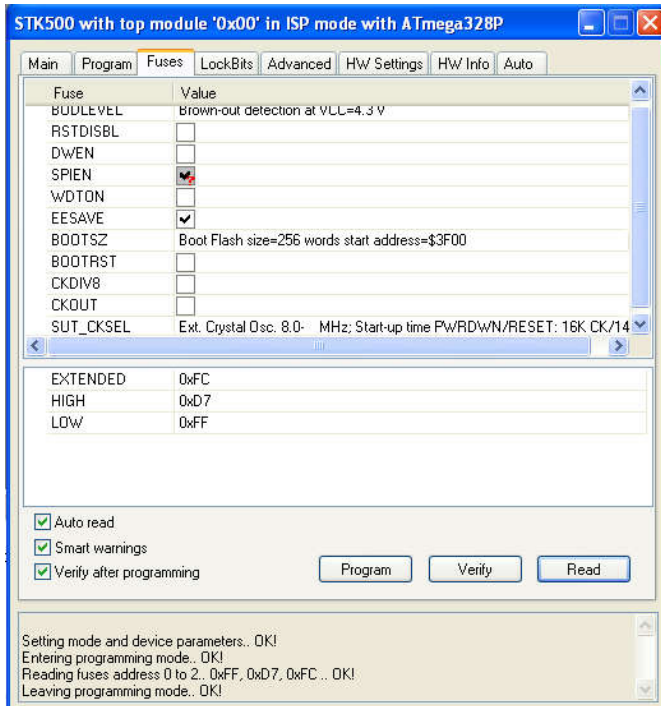 STK500 with top module '0x00' in ISP mode with ATmega328P
Main Program Fuses LockBits Advanced HW Settings HW Info Auto
Fuse Value
BODLEVEL Brown-out detection at VCC=4.3 V
RSTDISBL
DWEN
SPIEN
WDTON
EESAVE
BOOTSZ Boot Flash size=256 words start address=$3F00
BOOTRST
CKDIV8
CKOUT
SUT_CKSEL Ext. Crystal Osc. 8.0- MHz; Start-up time PWRDWN/RESET: 16K CK/14
EXTENDED 0xFC
HIGH 0xD7
LOW 0xFF
Auto read
Smart warnings
Verify after programming
Program Verify Read
Setting mode and device parameters.. OK!
Entering programming mode.. OK!
Reading fuses address 0 to 2.. 0xFF, 0xD7, 0xFC .. OK!
Leaving programming mode.. OK!